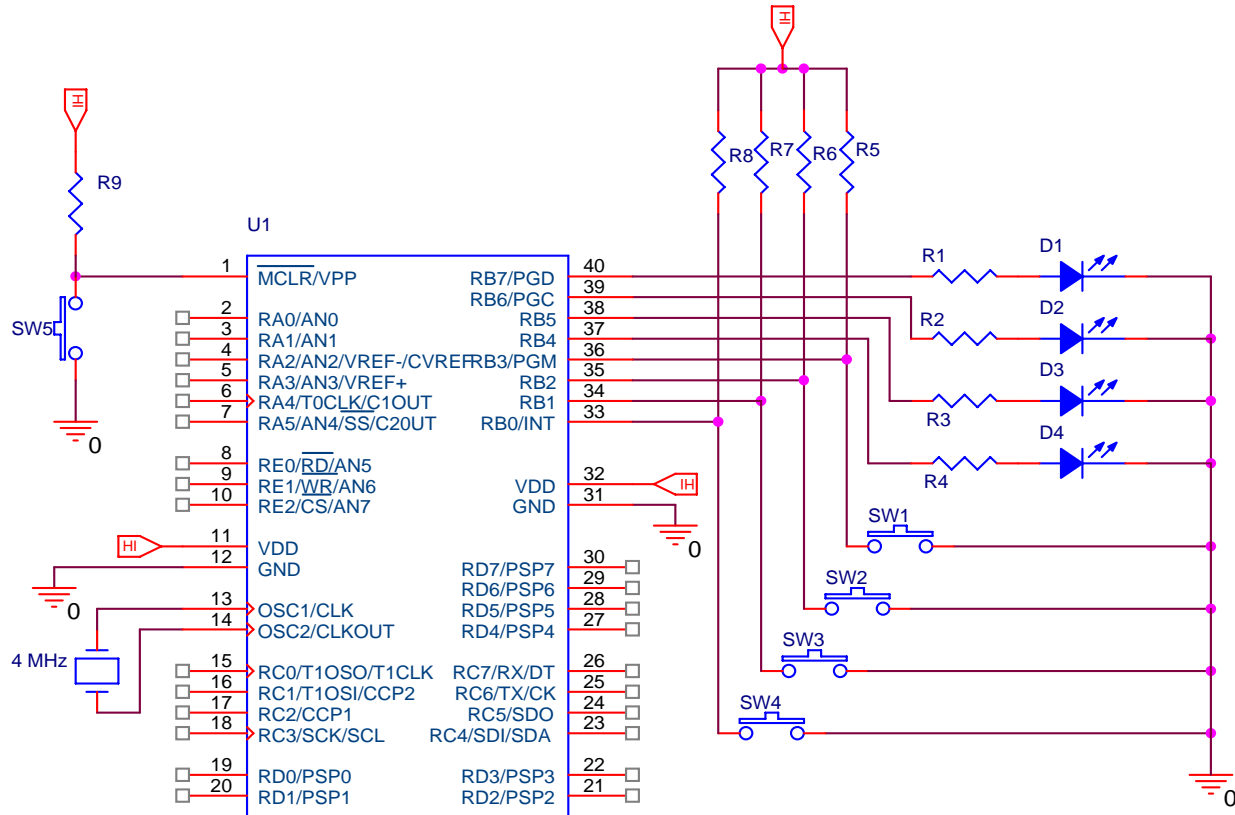 HI
HI
R8
R7
R6
R5
R9
U1
1
MCLR/VPP
RB7/PGD
40
R1
D1
RB6/PGC
39
SW5
2
RA0/AN0
RB5
38
R2
D2
3
RA1/AN1
RB4
37
4
RA2/AN2/VREF-/CVREF
RB3/PGM
36
5
RA3/AN3/VREF+
RB2
35
R3
D3
6
RA4/T0CLK/C1OUT
RB1
34
7
RA5/AN4/SS/C20UT
RB0/INT
33
0
R4
D4
8
RE0/RD/AN5
9
RE1/WR/AN6
VDD
32
HI
10
RE2/CS/AN7
GND
31
0
SW1
HI
11
VDD
12
GND
0
RD7/PSP7
30
RD6/PSP6
29
SW2
13
OSC1/CLK
RD5/PSP5
28
14
OSC2/CLKOUT
RD4/PSP4
27
4 MHz
SW3
15
RC0/T1OSO/T1CLK
RC7/RX/DT
26
16
RC1/T1OSI/CCP2
RC6/TX/CK
25
17
RC2/CCP1
RC5/SDO
24
SW4
18
RC3/SCK/SCL
RC4/SDI/SDA
23
19
RD0/PSP0
RD3/PSP3
22
20
RD1/PSP1
RD2/PSP2
21
0